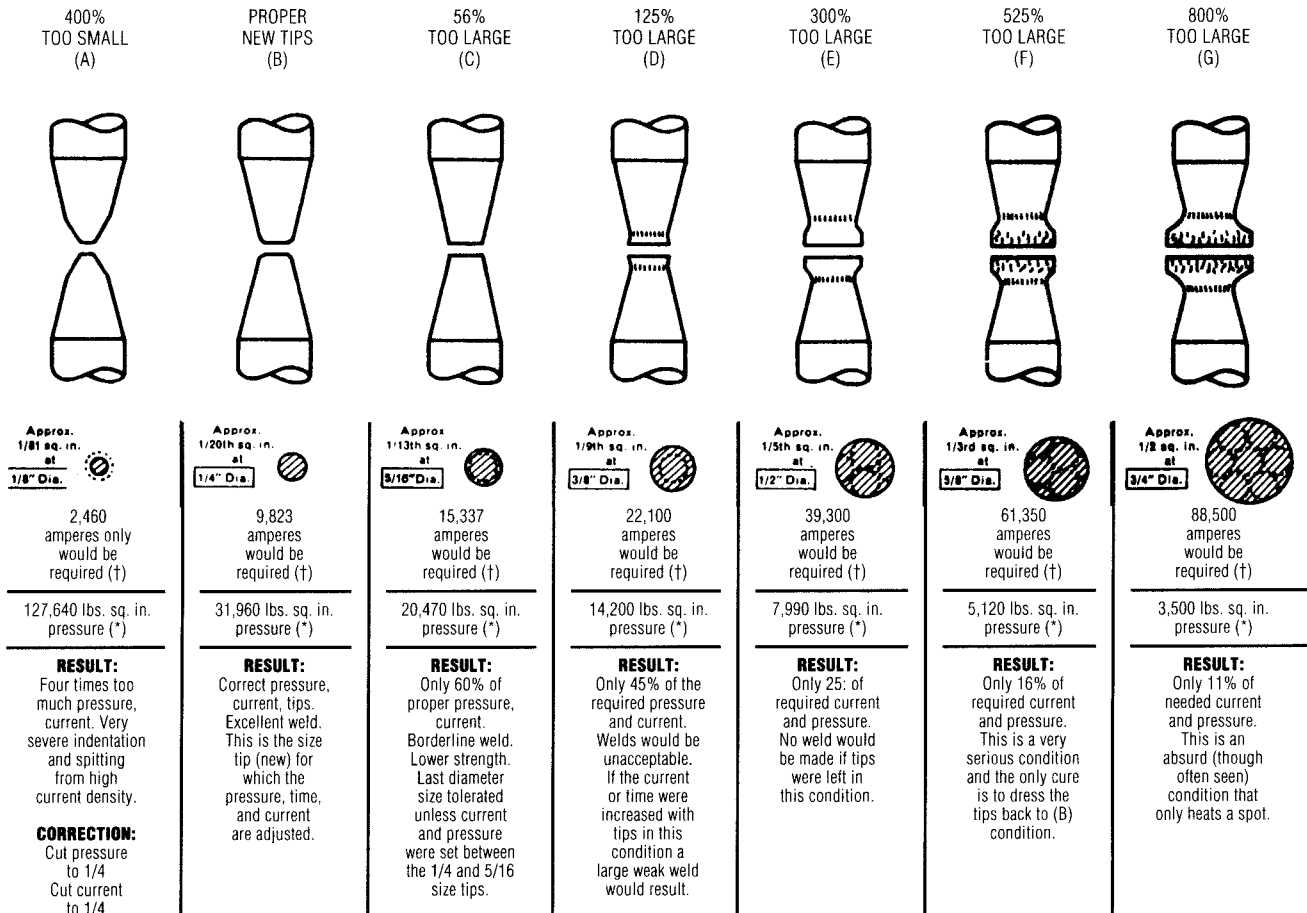 400%
TOO SMALL
(A)
PROPER
NEW TIPS
(B)
56%
TOO LARGE
(C)
125%
TOO LARGE
(D)
300%
TOO LARGE
(E)
525%
TOO LARGE
(F)
800%
TOO LARGE
(G)
Approx.
1/81 sq. in.
at
1/8" Dia.
2,460
amperes only
would be
required (†)
127,640 lbs. sq. in.
pressure (*)
RESULT:
Four times too
much pressure,
current. Very
severe indentation
and spitting
from high
current density.
CORRECTION:
Cut pressure
to 1/4
Cut current
to 1/4
Approx.
1/20th sq. in.
at
1/4" Dia.
9,823
amperes
would be
required (†)
31,960 lbs. sq. in.
pressure (*)
RESULT:
Correct pressure,
current, tips.
Excellent weld.
This is the size
tip (new) for
which the
pressure, time,
and current
are adjusted.
Approx.
1/13th sq. in.
at
5/16" Dia.
15,337
amperes
would be
required (†)
20,470 lbs. sq. in.
pressure (*)
RESULT:
Only 60% of
proper pressure,
current.
Borderline weld.
Lower strength.
Last diameter
size tolerated
unless current
and pressure
were set between
the 1/4 and 5/16
size tips.
Approx.
1/9th sq. in.
at
3/8" Dia.
22,100
amperes
would be
required (†)
14,200 lbs. sq. in.
pressure (*)
RESULT:
Only 45% of the
required pressure
and current.
Welds would be
unacceptable.
If the current
or time were
increased with
tips in this
condition a
large weak weld
would result.
Approx.
1/5th sq. in.
at
1/2" Dia.
39,300
amperes
would be
required (†)
7,990 lbs. sq. in.
pressure (*)
RESULT:
Only 25: of
required current
and pressure.
No weld would
be made if tips
were left in
this condition.
Approx.
1/3rd sq. in.
at
5/8" Dia.
61,350
amperes
would be
required (†)
5,120 lbs. sq. in.
pressure (*)
RESULT:
Only 16% of
required current
and pressure.
This is a very
serious condition
and the only cure
is to dress the
tips back to (B)
condition.
Approx.
1/2 sq. in.
at
3/4" Dia.
88,500
amperes
would be
required (†)
3,500 lbs. sq. in.
pressure (*)
RESULT:
Only 11% of
needed current
and pressure.
This is an
absurd (though
often seen)
condition that
only heats a spot.